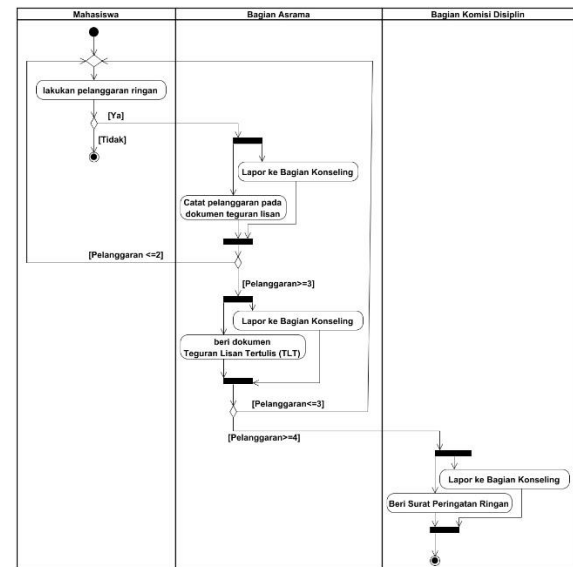 Mahasiswa
Bagian Asrama
Bagian Komisi Disiplin
lakukan pelanggaran ringan
[Ya]
[Tidak]
Lapor ke Bagian Konseling
Catat pelanggaran pada
dokumen teguran lisan
[Pelanggaran <=2]
[Pelanggaran>=3]
Lapor ke Bagian Konseling
beri dokumen
Teguran Lisan Tertulis (TLT)
[Pelanggaran<=3]
[Pelanggaran>=4]
Lapor ke Bagian Konseling
Beri Surat Peringatan Ringan